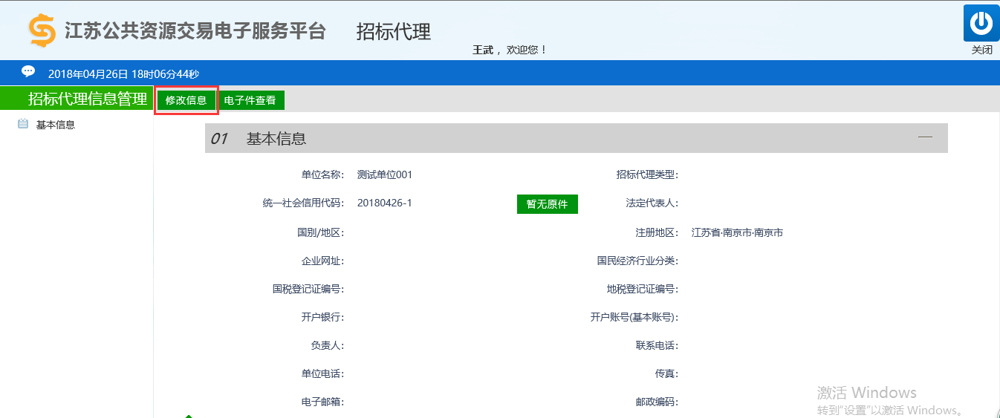 江苏公共资源交易电子服务平台 招标代理
王武 ，欢迎您！
关闭
2018年04月26日 18时06分44秒
招标代理信息管理 修改信息 电子件查看
基本信息
01 基本信息
单位名称： 测试单位001 招标代理类型：
统一社会信用代码： 20180426-1 暂无原件 法定代表人：
国别/地区： 注册地区： 江苏省·南京市·南京市
企业网址： 国民经济行业分类：
国税登记证编号： 地税登记证编号：
开户银行： 开户账号(基本账号)：
负责人： 联系电话：
单位电话： 传真：
电子邮箱： 邮政编码：
激活 Windows
转到"设置"以激活 Windows。